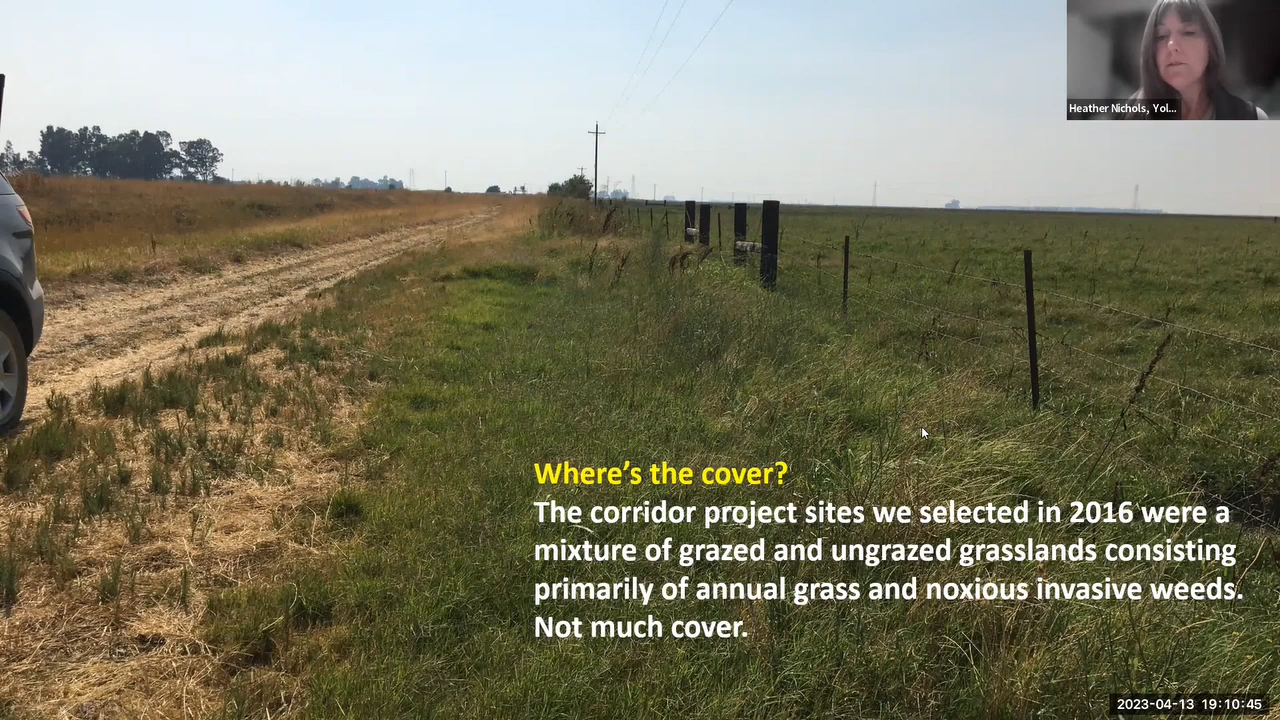 Heather Nichols, Yol...
Where's the cover?
The corridor project sites we selected in 2016 were a
mixture of grazed and ungrazed grasslands consisting
primarily of annual grass and noxious invasive weeds.
Not much cover.
2023-04-13 19:10:45